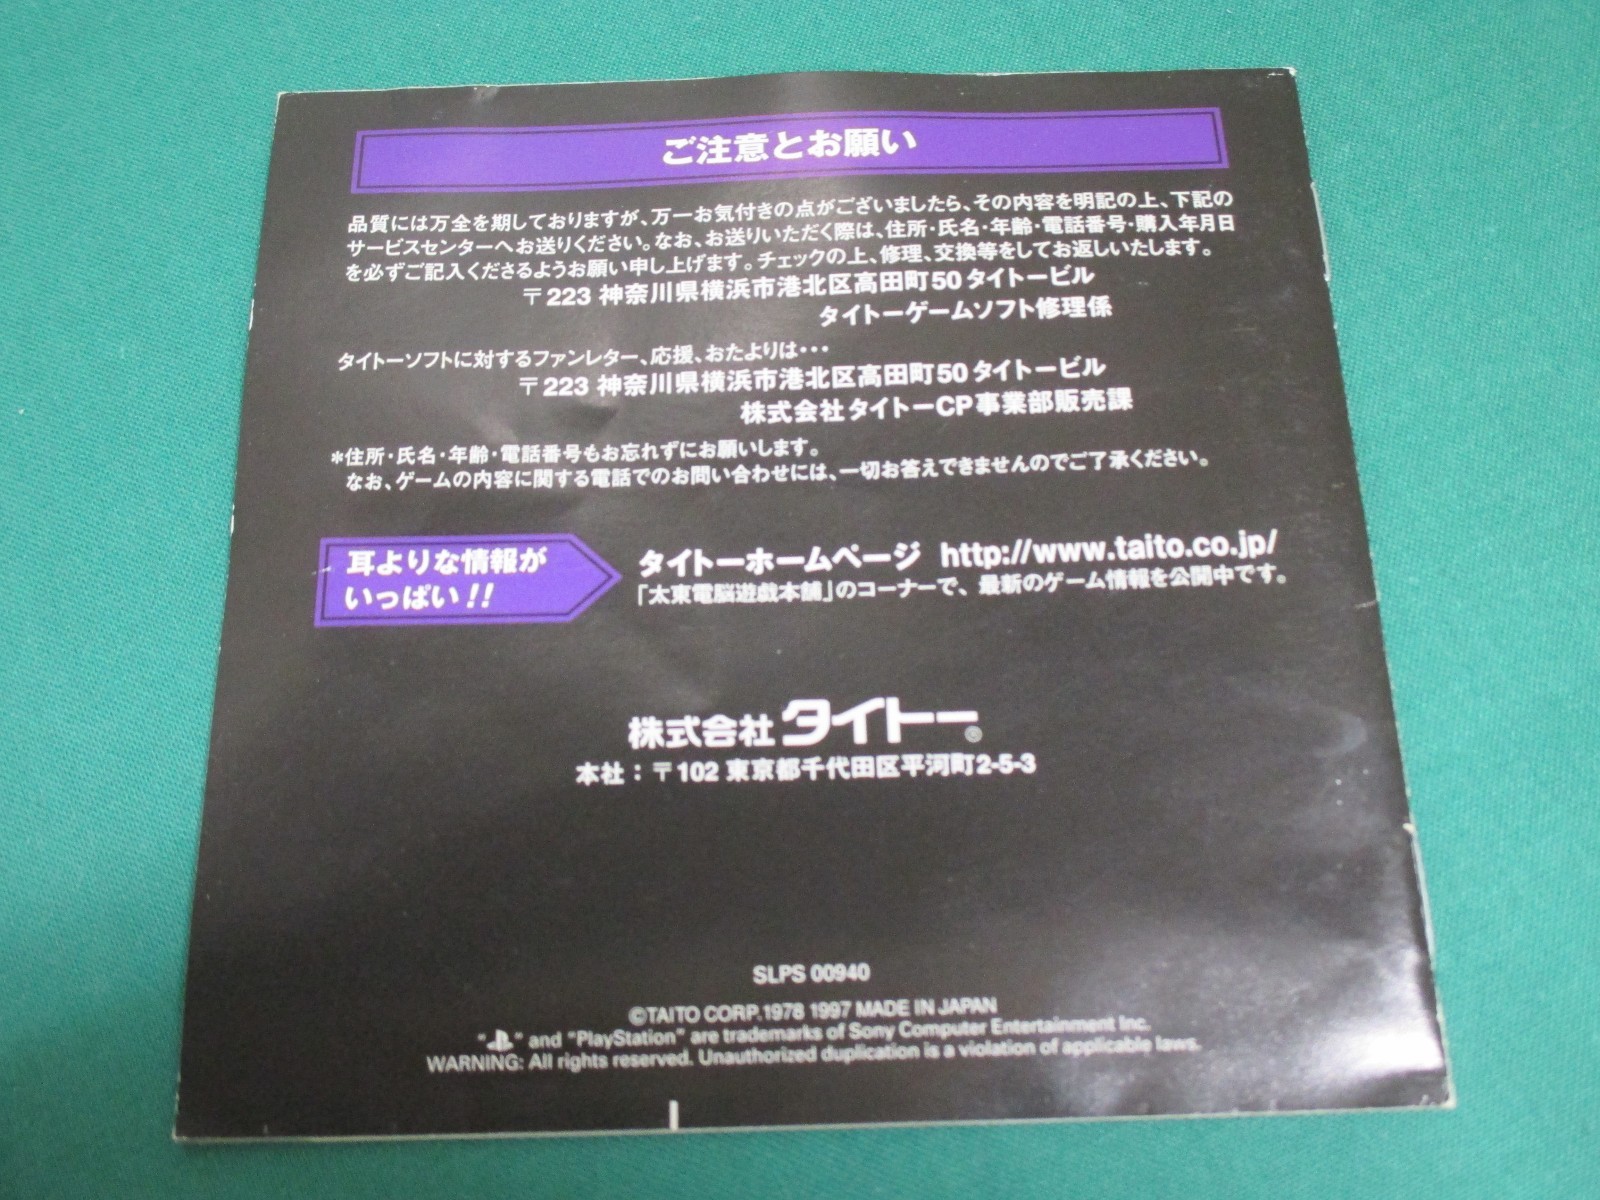 ご注意とお願い
品質には万全を期しておりますが、万一お気付きの点がございましたら、その内容を明記の上、下記の
サービスセンターへお送りください。なお、お送りいただく際は、住所・氏名・年齢・電話番号・購入年月日
を必ずご記入くださるようお願い申し上げます。チェックの上、修理、交換等をしてお返しいたします。
〒223 神奈川県横浜市港北区高田町50タイトービル
タイトーゲームソフト修理係
タイトーソフトに対するファンレター、応援、おたよりは・・・
〒223 神奈川県横浜市港北区高田町50タイトービル
株式会社タイトーCP事業部販売課
*住所・氏名・年齢・電話番号もお忘れずにお願いします。
なお、ゲームの内容に関する電話でのお問い合わせには、一切お答えできませんのでご了承ください。
耳よりな情報が
いっぱい!!
タイトーホームページ http://www.taito.co.jp/
「太東電脳遊戯本舗」のコーナーで、最新のゲーム情報を公開中です。
株式会社タイトー®
本社：〒102 東京都千代田区平河町2-5-3
SLPS 00940
©TAITO CORP.1978 1997 MADE IN JAPAN
" " and "PlayStation" are trademarks of Sony Computer Entertainment Inc.
WARNING: All rights reserved. Unauthorized duplication is a violation of applicable laws.